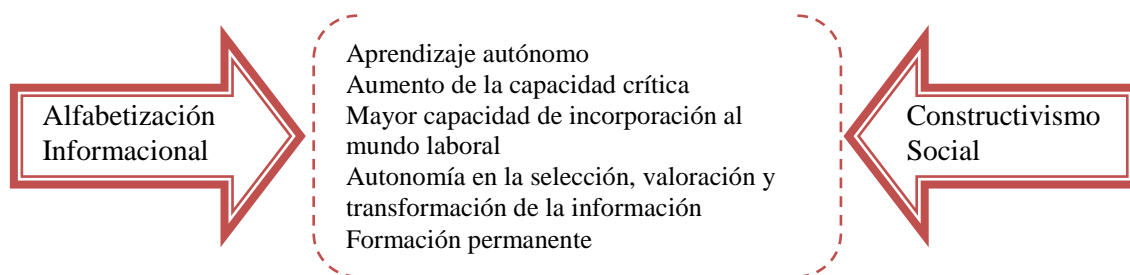 Alfabetización
Informacional
Aprendizaje autónomo
Aumento de la capacidad crítica
Mayor capacidad de incorporación al
mundo laboral
Autonomía en la selección, valoración y
transformación de la información
Formación permanente
Constructivismo
Social